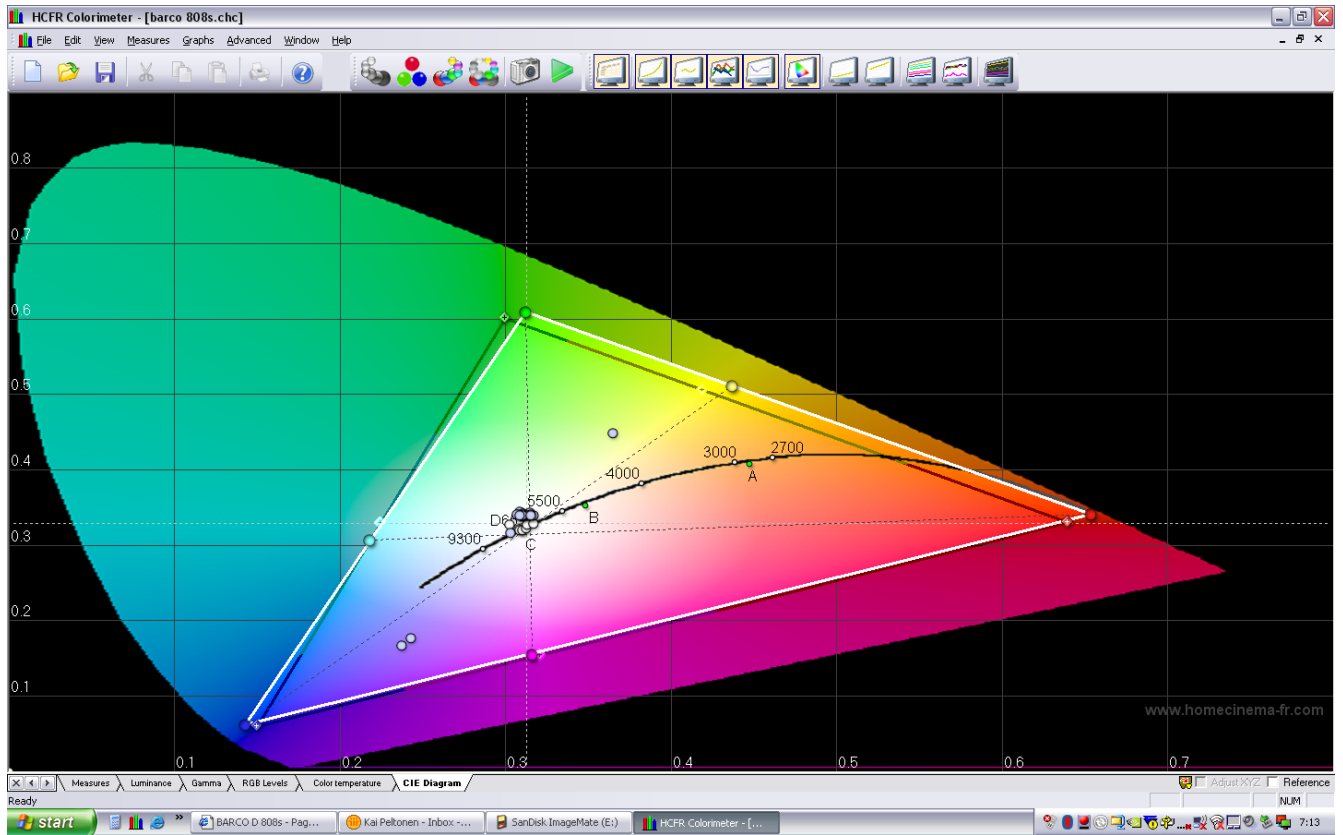 HCFR Colorimeter - [barco 808s.chc]
File Edit View Measures Graphs Advanced Window Help
0.8
0.7
0.6
0.5
0.4
0.3
0.2
0.1
3000 2700
4000
A
5500
D6
B
9300
C
www.homecinema-fr.com
0.1 0.2 0.3 0.4 0.5 0.6 0.7
Measures Luminance Gamma RGB Levels Color temperature CIE Diagram Adjust XYZ Reference
Ready NUM
start BARCO D 808s - Pag... Kai Peltonen - Inbox -... SanDisk ImageMate (E:) HCFR Colorimeter - [... 7:13